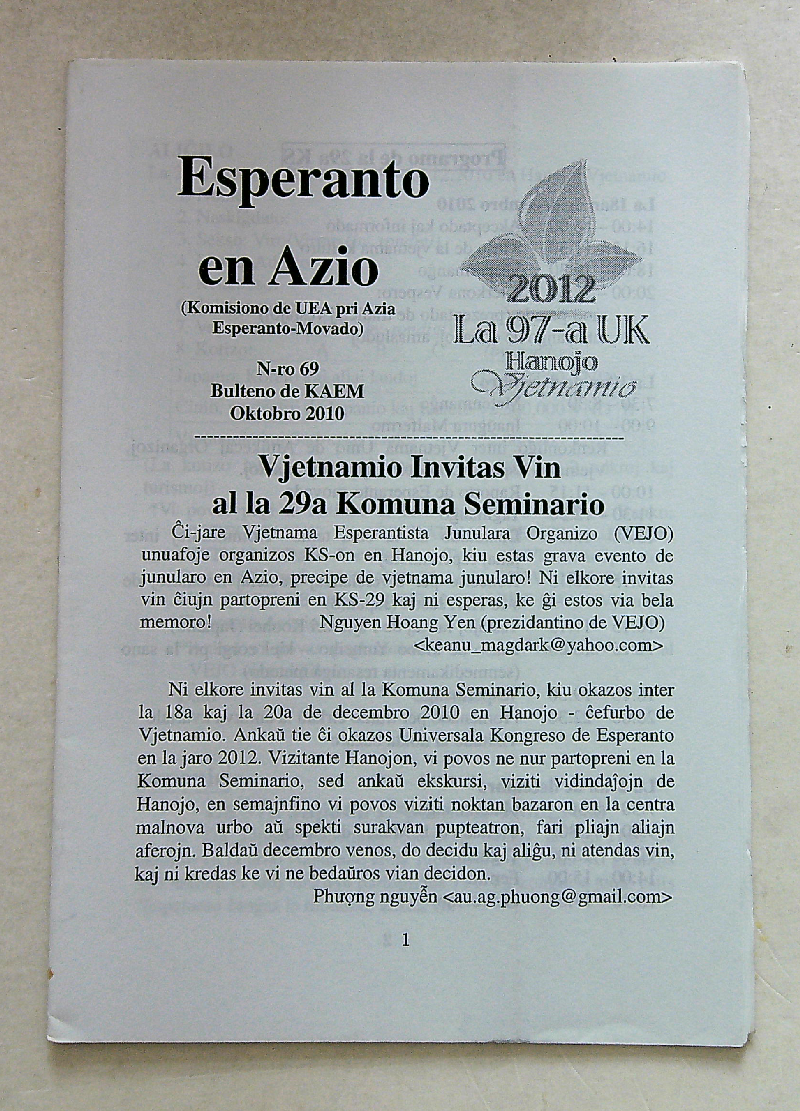 Esperanto
en Azio
(Komisiono de UEA pri Azia
Esperanto-Movado)
N-ro 69
Bulteno de KAEM
Oktobro 2010
2012
La 97-a UK
Hanojo
Vjetnamio
Vjetnamio Invitas Vin
al la 29a Komuna Seminario
Ĉi-jare Vjetnama Esperantista Junulara Organizo (VEJO)
unuafoje organizos KS-on en Hanojo, kiu estas grava evento de
junularo en Azio, precipe de vjetnama junularo! Ni elkore invitas
vin ĉiujn partopreni en KS-29 kaj ni esperas, ke ĝi estos via bela
memoro! Nguyen Hoang Yen (prezidantino de VEJO)
<keanu_magdark@yahoo.com>
Ni elkore invitas vin al la Komuna Seminario, kiu okazos inter
la 18a kaj la 20a de decembro 2010 en Hanojo - ĉefurbo de
Vjetnamio. Ankaŭ tie ĉi okazos Universala Kongreso de Esperanto
en la jaro 2012. Vizitante Hanojon, vi povos ne nur partopreni en la
Komuna Seminario, sed ankaŭ ekskursi, viziti vidindaĵojn de
Hanojo, en semajnfino vi povos viziti noktan bazaron en la centra
malnova urbo aŭ spekti surakvan pupteatron, fari pliajn aliajn
aferojn. Baldaŭ decembro venos, do decidu kaj aliĝu, ni atendas vin,
kaj ni kredas ke vi ne bedaŭros vian decidon.
Phượng nguyễn <au.ag.phuong@gmail.com>
1